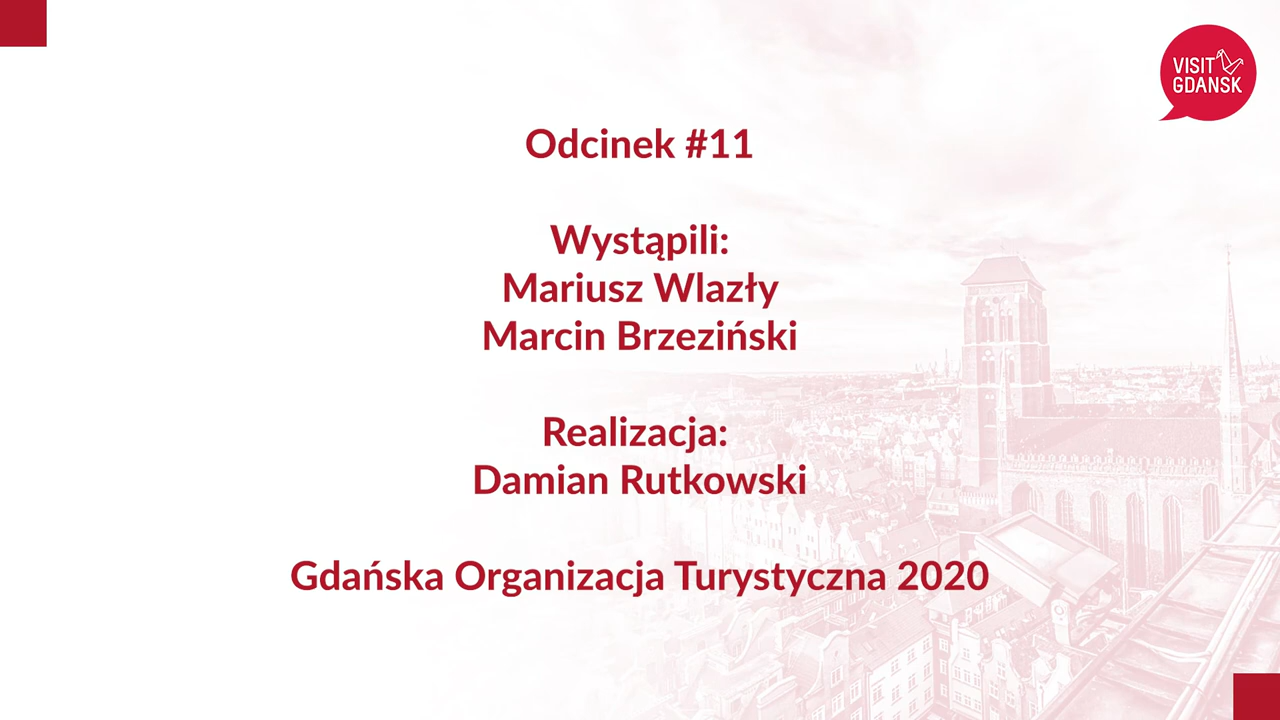 VISIT
GDANSK
Odcinek #11
Wystąpili:
Mariusz Wlazły
Marcin Brzeziński
Realizacja:
Damian Rutkowski
Gdańska Organizacja Turystyczna 2020